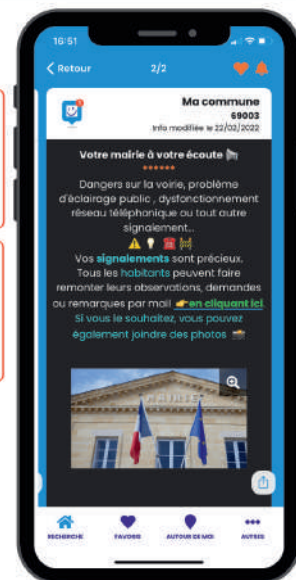 16:51
Retour
2/2
Ma commune
69003
Info modifiée le 22/02/2022
Votre mairie à votre écoute
Dangers sur la voirie, problème
d'éclairage public , dysfonctionnement
réseau téléphonique ou tout autre
signalement...
Vos signalements sont précieux.
Tous les habitants peuvent faire
remonter leurs observations, demandes
ou remarques par mail en cliquant ici.
Si vous le souhaitez, vous pouvez
également joindre des photos
MAIRIE
RECHERCHE
FAVORIS
AUTOUR DE MOI
AUTRES